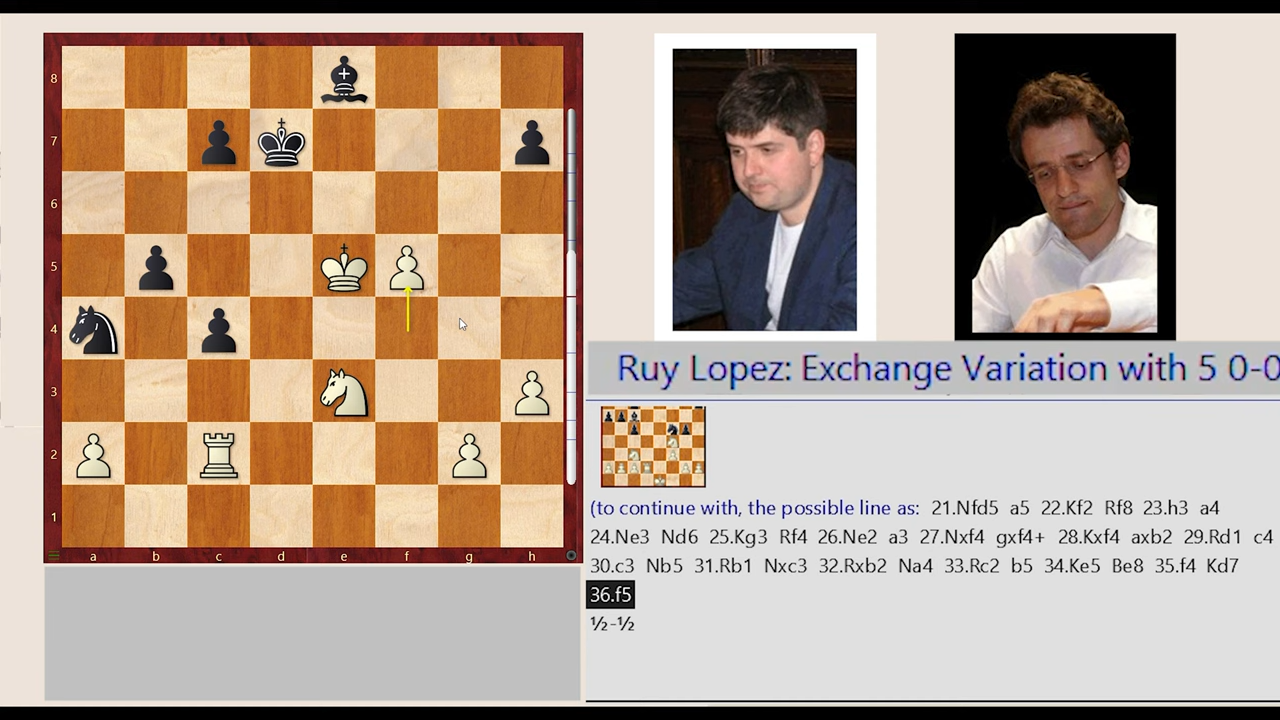 8
7
6
5
4
3
2
1
a b c d e f g h
Ruy Lopez: Exchange Variation with 5 0-0
(to continue with, the possible line as: 21.Nfd5 a5 22.Kf2 Rf8 23.h3 a4
24.Ne3 Nd6 25.Kg3 Rf4 26.Ne2 a3 27.Nxf4 gxf4+ 28.Kxf4 axb2 29.Rd1 c4
30.c3 Nb5 31.Rb1 Nxc3 32.Rxb2 Na4 33.Rc2 b5 34.Ke5 Be8 35.f4 Kd7
36.f5
½-½